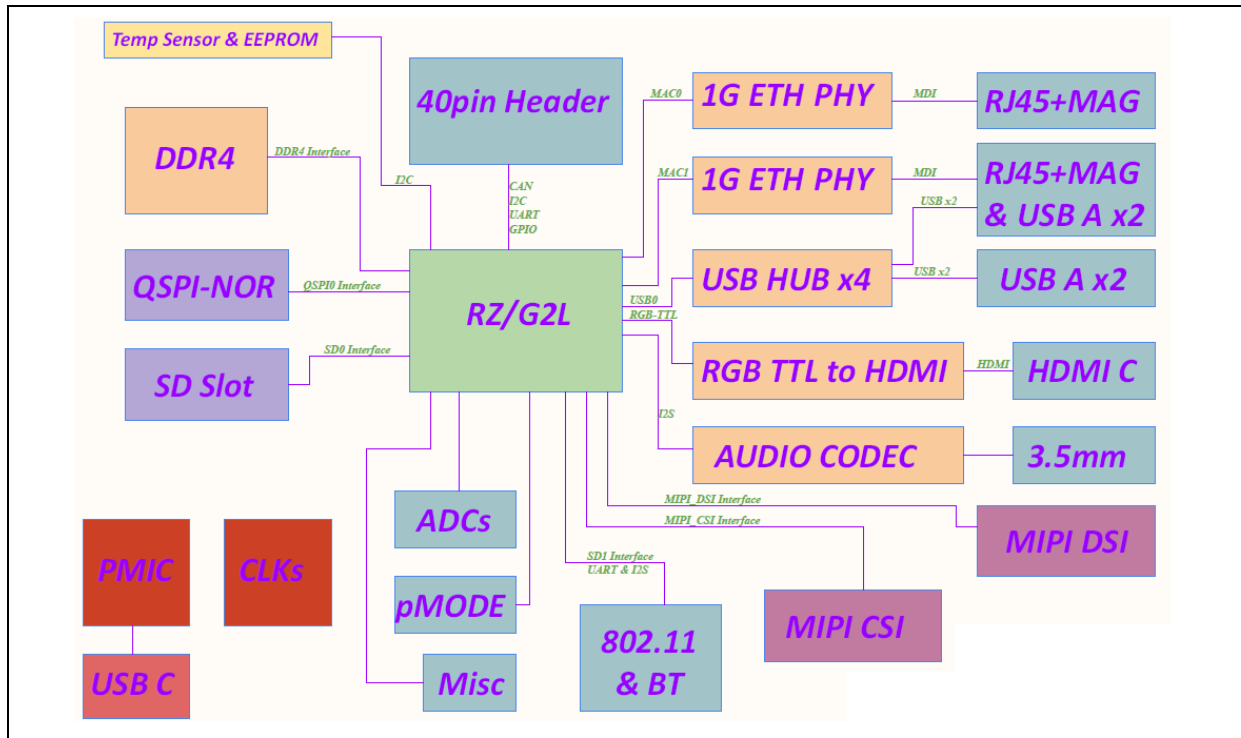 Temp Sensor & EEPROM
40pin Header
MAC0
1G ETH PHY
MDI
RJ45+MAG
DDR4
DDR4 Interface
I2C
CAN
I2C
UART
GPIO
MAC1
1G ETH PHY
MDI
RJ45+MAG
& USB A x2
USB x2
QSPI-NOR
QSPI0 Interface
RZ/G2L
USB0
USB HUB x4
USB x2
USB A x2
RGB-TTL
SD Slot
SD0 Interface
RGB TTL to HDMI
HDMI
HDMI C
I2S
AUDIO CODEC
3.5mm
MIPI_DSI Interface
MIPI DSI
MIPI_CSI Interface
MIPI CSI
ADCs
SD1 Interface
UART & I2S
802.11
& BT
pMODE
Misc
PMIC
CLKs
USB C